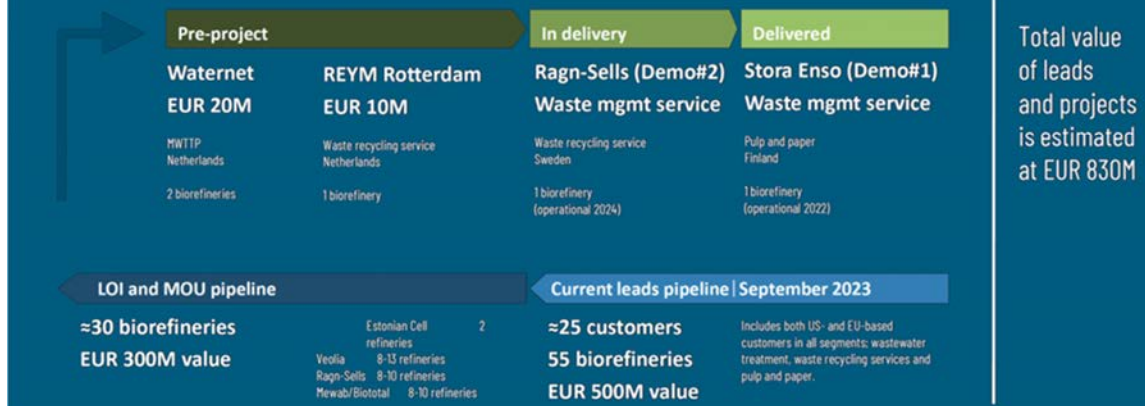 Pre-project
In delivery
Delivered
Waternet
EUR 20M
MWTTP
Netherlands
2 biorefineries
REYM Rotterdam
EUR 10M
Waste recycling service
Netherlands
1 biorefinery
Ragn-Sells (Demo#2)
Waste mgmt service
Waste recycling service
Sweden
1 biorefinery
(operational 2024)
Stora Enso (Demo#1)
Waste mgmt service
Pulp and paper
Finland
1 biorefinery
(operational 2022)
LOI and MOU pipeline
≈30 biorefineries
EUR 300M value
Estonian Cell 2
refineries
Veolia 8-13 refineries
Ragn-Sells 8-10 refineries
Mewab/Biototal 8-10 refineries
Current leads pipeline | September 2023
≈25 customers
55 biorefineries
EUR 500M value
Includes both US- and EU-based
customers in all segments; wastewater
treatment, waste recycling services and
pulp and paper.
Total value
of leads
and projects
is estimated
at EUR 830M